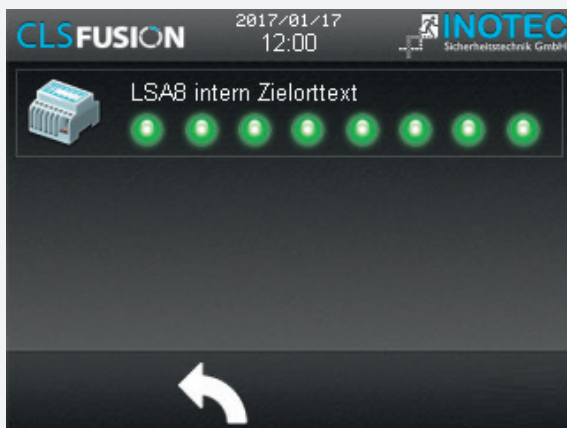 CLSFUSION
2017/01/17
12:00
INOTEC
Sicherheitstechnik GmbH
LSA8 intern Zielorttext